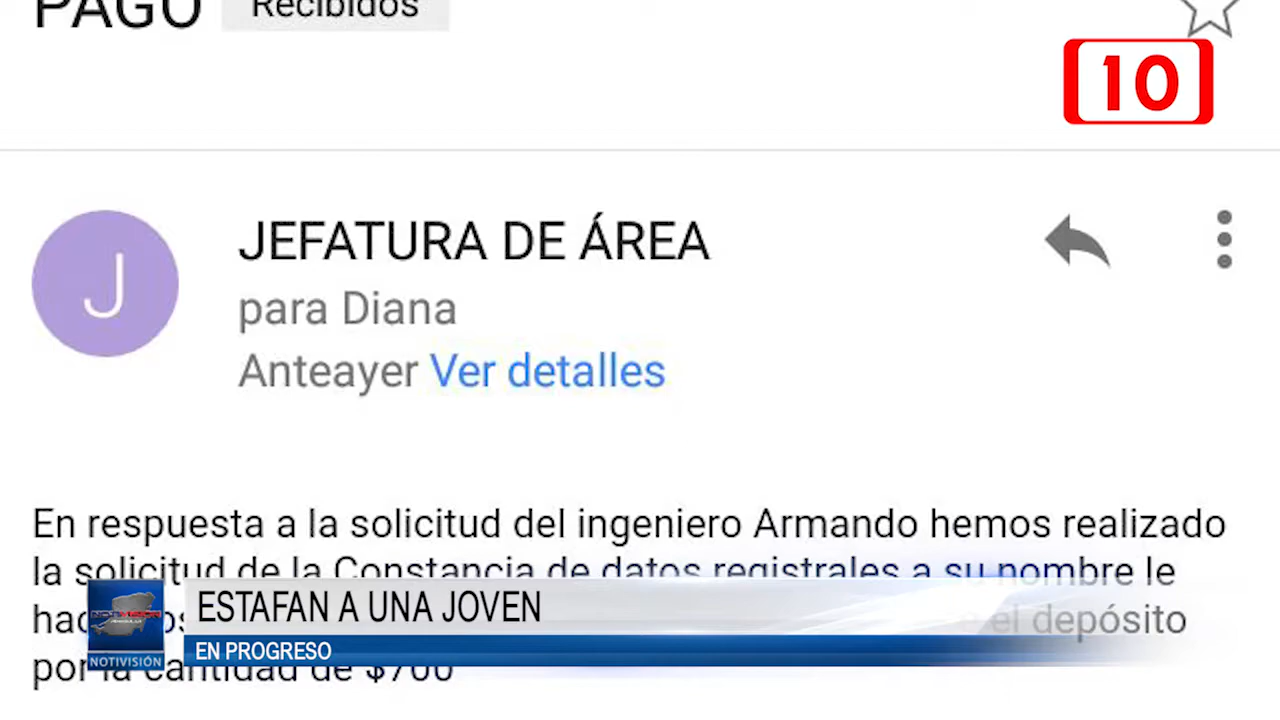 PAGO Recibidos
10
J
JEFATURA DE ÁREA
para Diana
Anteayer Ver detalles
En respuesta a la solicitud del ingeniero Armando hemos realizado
la solicitud de la Constancia de datos registrales a su nombre le
el depósito
por la cantidad de $700
ESTAFAN A UNA JOVEN
EN PROGRESO
NOTIVISIÓN